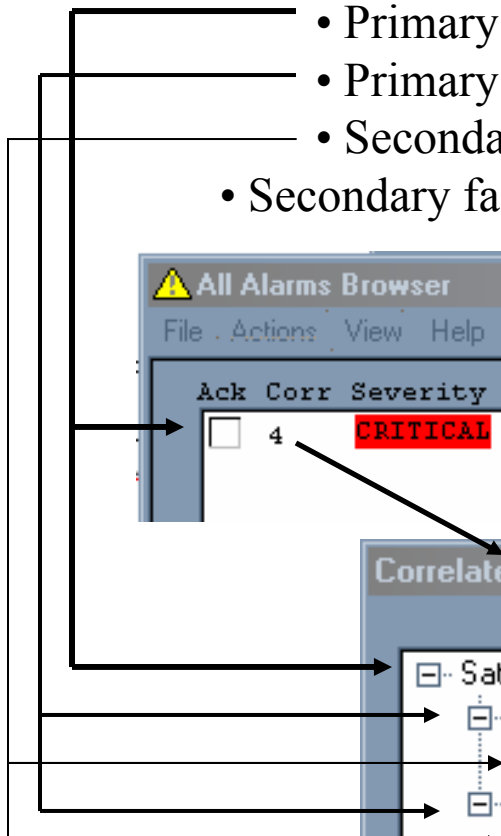 • Primary
• Primary
• Seconda
• Secondary fa
All Alarms Browser
File Actions View Help
Ack Corr Severity
4 CRITICAL
Correlate
Sat